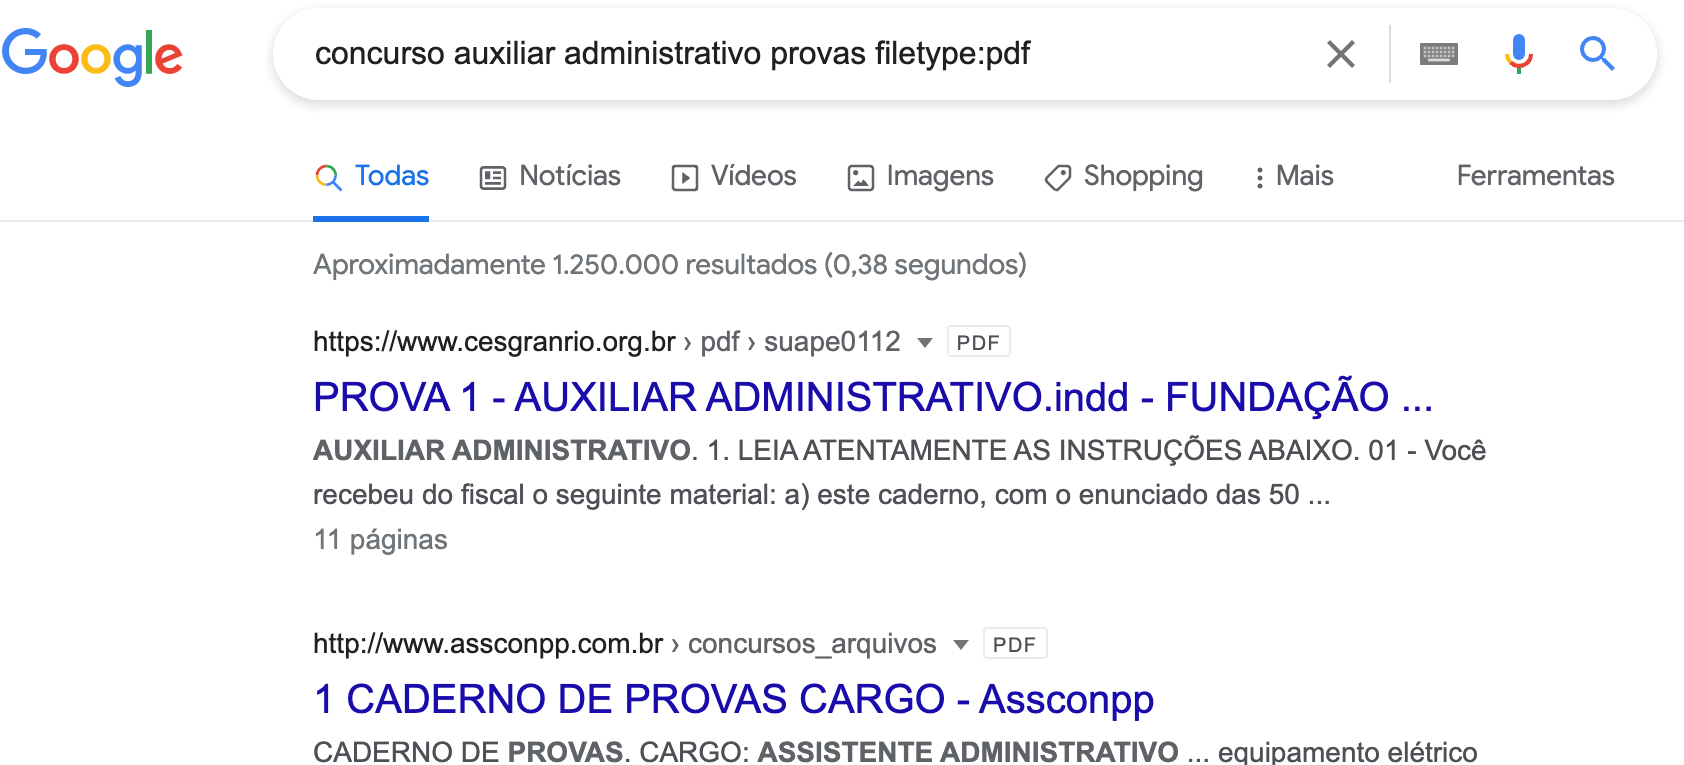 Google
concurso auxiliar administrativo provas filetype:pdf
Todas Notícias Vídeos Imagens Shopping Mais Ferramentas
Aproximadamente 1.250.000 resultados (0,38 segundos)
https://www.cesgranrio.org.br › pdf › suape0112 PDF
PROVA 1 - AUXILIAR ADMINISTRATIVO.indd - FUNDAÇÃO ...
AUXILIAR ADMINISTRATIVO. 1. LEIA ATENTAMENTE AS INSTRUÇÕES ABAIXO. 01 - Você
recebeu do fiscal o seguinte material: a) este caderno, com o enunciado das 50 ...
11 páginas
http://www.assconpp.com.br › concursos_arquivos PDF
1 CADERNO DE PROVAS CARGO - Assconpp
CADERNO DE PROVAS. CARGO: ASSISTENTE ADMINISTRATIVO ... equipamento elétrico